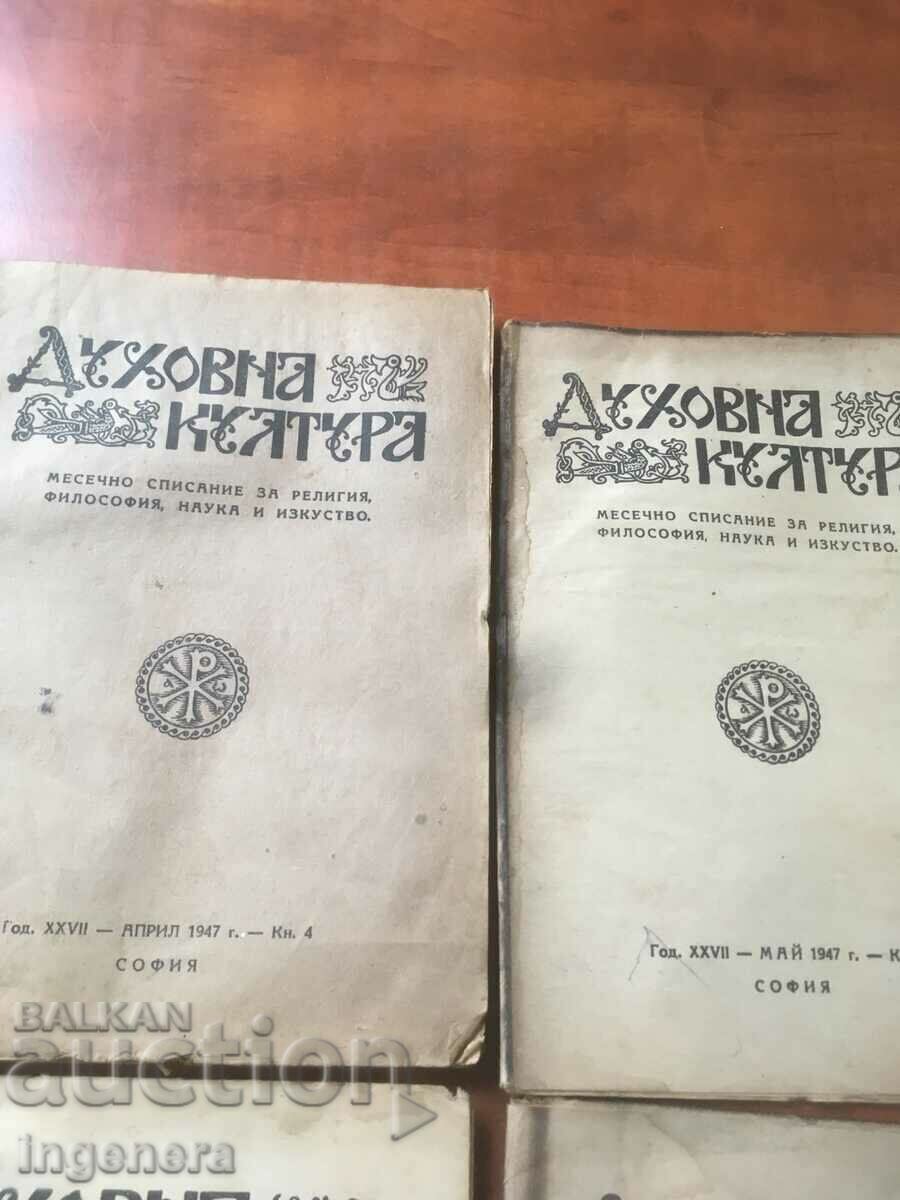 ДУХОВНА
КУЛТУРА
МЕСЕЧНО СПИСАНИЕ ЗА РЕЛИГИЯ,
ФИЛОСОФИЯ, НАУКА И ИЗКУСТВО.
Год. XXVII — АПРИЛ 1947 г. — Кн. 4
СОФИЯ
ДУХОВНА
КУЛТУРА
МЕСЕЧНО СПИСАНИЕ ЗА РЕЛИГИЯ,
ФИЛОСОФИЯ, НАУКА И ИЗКУСТВО.
Год. XXVII — МАЙ 1947 г. — К
СОФИЯ
BALKAN
auction
ingenera